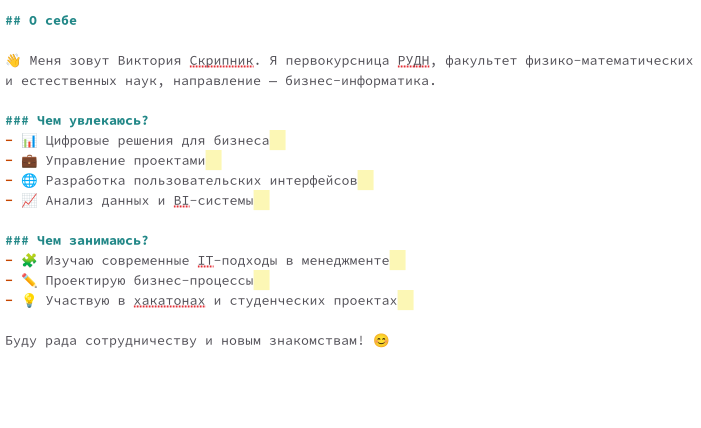 ## О себе
👋 Меня зовут Виктория Скрипник. Я первокурсница РУДН, факультет физико-математических
и естественных наук, направление — бизнес-информатика.
### Чем увлекаюсь?
- 📊 Цифровые решения для бизнеса
- 💼 Управление проектами
- 🌐 Разработка пользовательских интерфейсов
- 📈 Анализ данных и BI-системы
### Чем занимаюсь?
- 🧩 Изучаю современные IT-подходы в менеджменте
- ✏️ Проектирую бизнес-процессы
- 💡 Участвую в хакатонах и студенческих проектах
Буду рада сотрудничеству и новым знакомствам! 😊